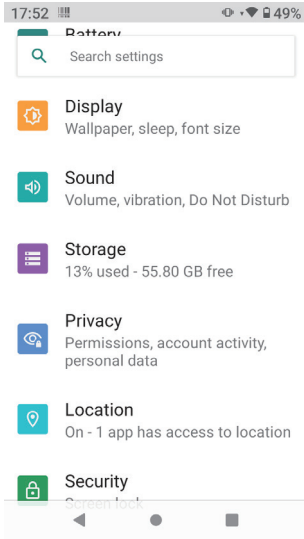 17:52
49%
Battery
Search settings
Display
Wallpaper, sleep, font size
Sound
Volume, vibration, Do Not Disturb
Storage
13% used - 55.80 GB free
Privacy
Permissions, account activity,
personal data
Location
On - 1 app has access to location
Security
Screen lock